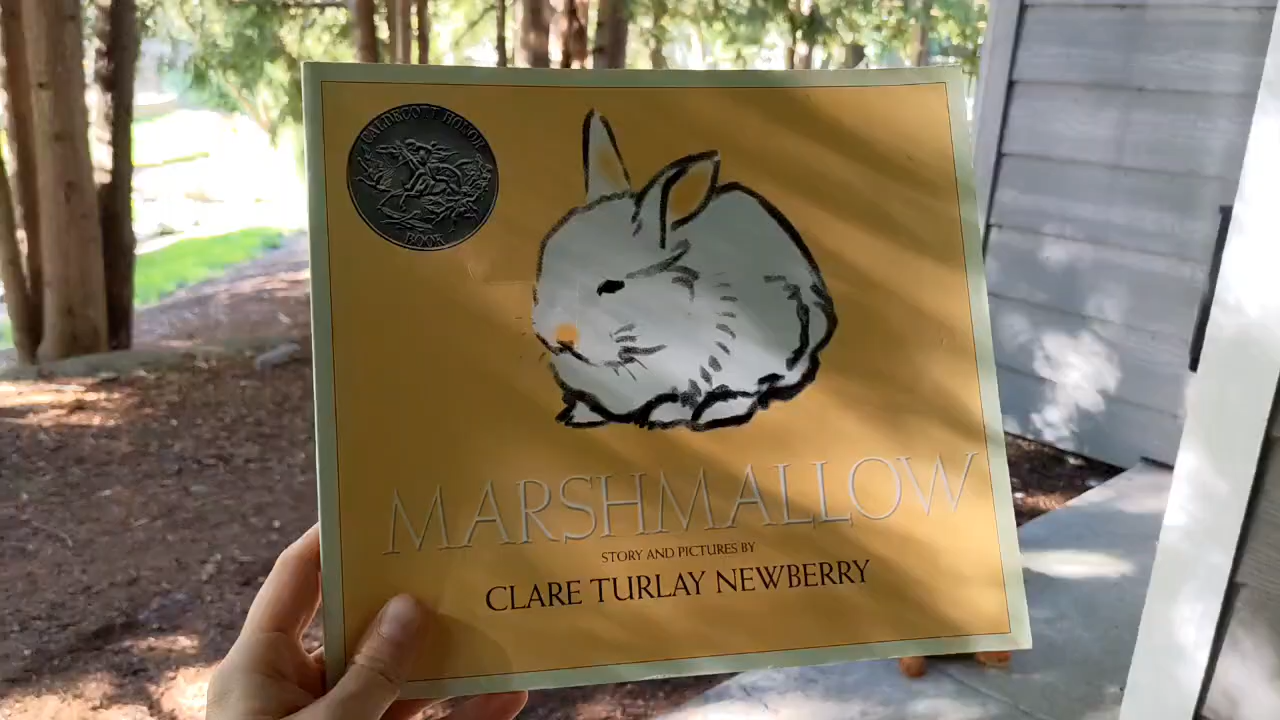 CALDECOTT HONOR
BOOK
MARSHMALLOW
STORY AND PICTURES BY
CLARE TURLAY NEWBERRY